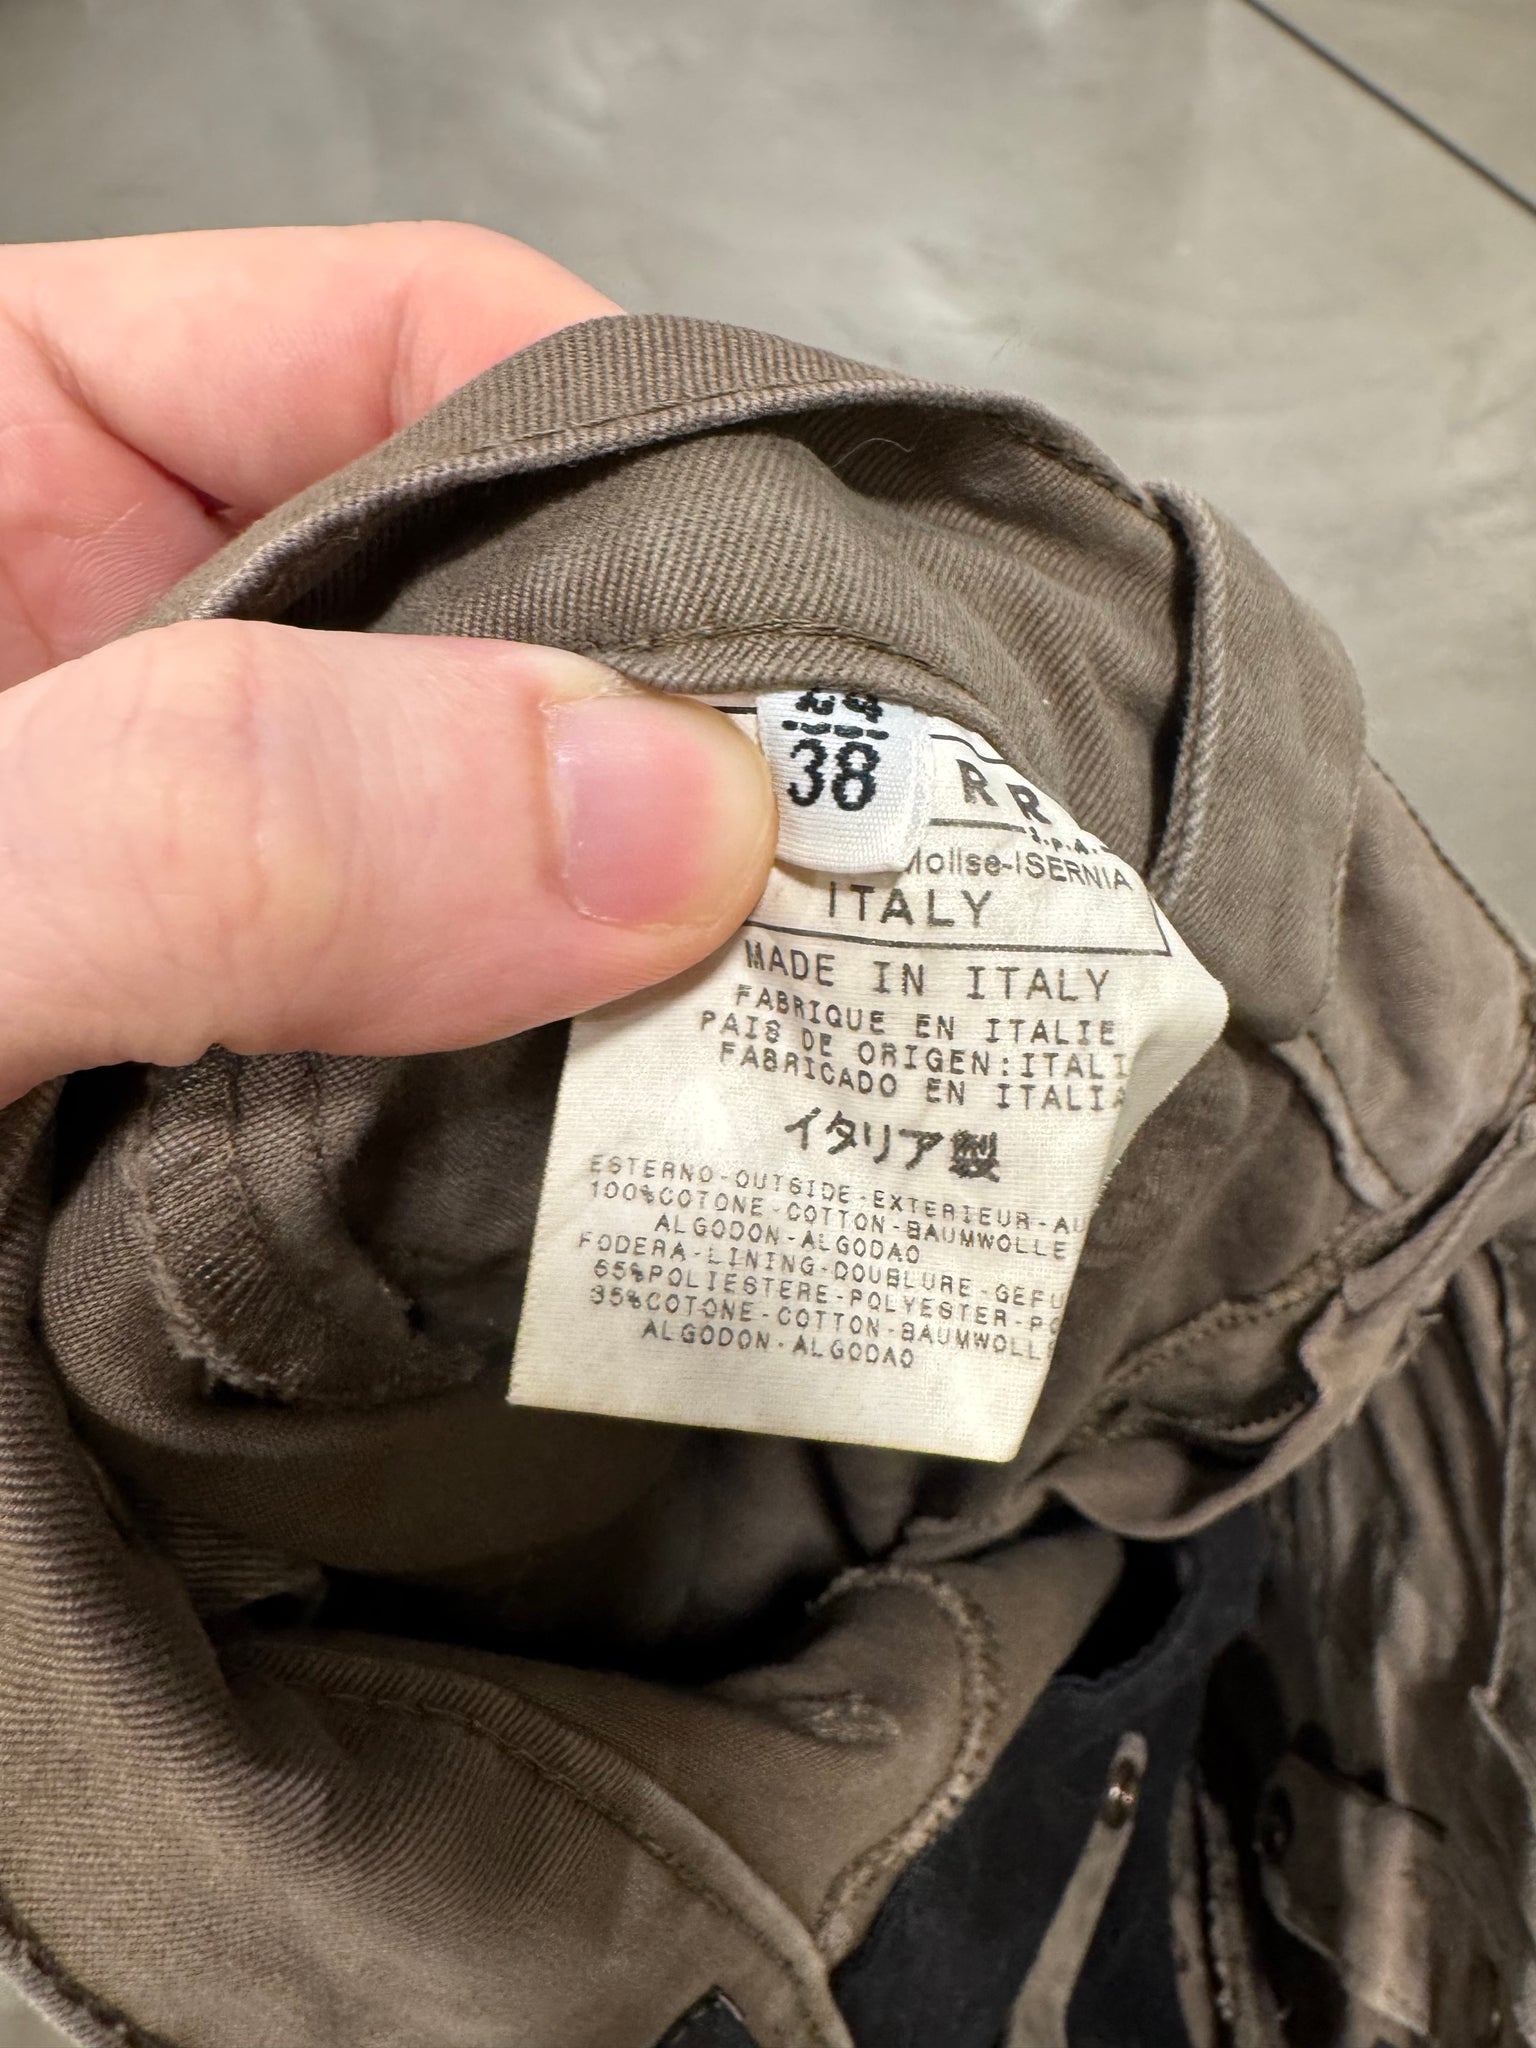 24
38
R R
S.p.A.
Molise-ISERNIA
ITALY
MADE IN ITALY
FABRIQUE EN ITALIE
PAIS DE ORIGEN:ITALI
FABRICADO EN ITALIA
イタリア製
ESTERNO-OUTSIDE-EXTERIEUR-AU
100%COTONE-COTTON-BAUMWOLLE
ALGODON-ALGODAO
FODERA-LINING-DOUBLURE-GEFU
65%POLIESTERE-POLYESTER-PO
35%COTONE-COTTON-BAUMWOLLE
ALGODON-ALGODAO